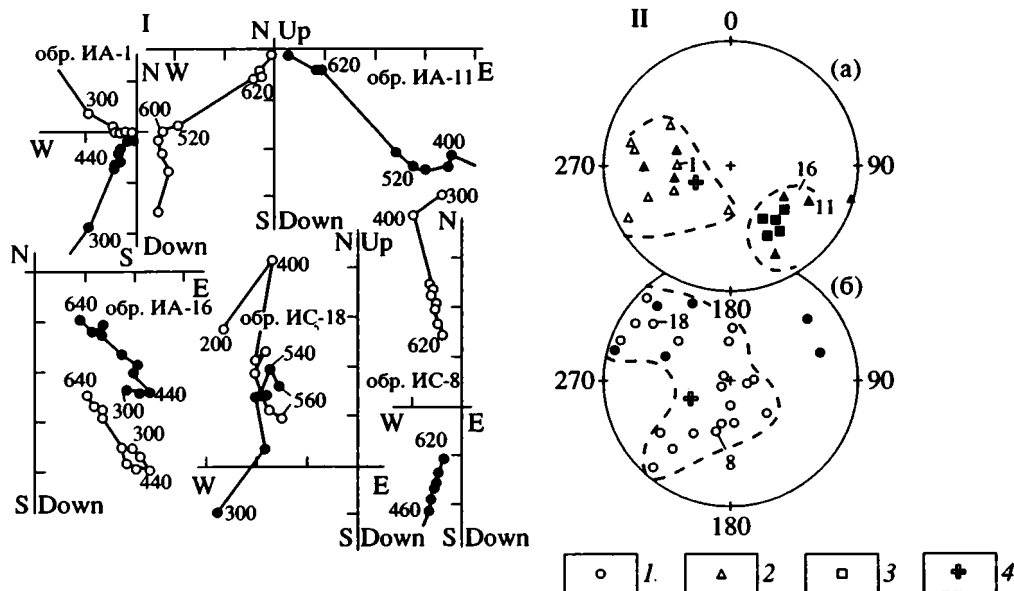 I
II
N Up
0
обр. ИА-1
N W
620
E
(а)
300
620
обр. ИА-11
600
W
520
440
400
520
270
90
1
16
11
300
S Down
S Down
400
300
N
N
N Up
180
(б)
E
400
640
обр. ИА-16
обр. ИС-18
200
540
620
18
640
обр. ИС-8
270
90
300
440
300
560
W
E
620
8
440
W
E
460
S Down
300
S Down
S Down
180
1.
2
3
4